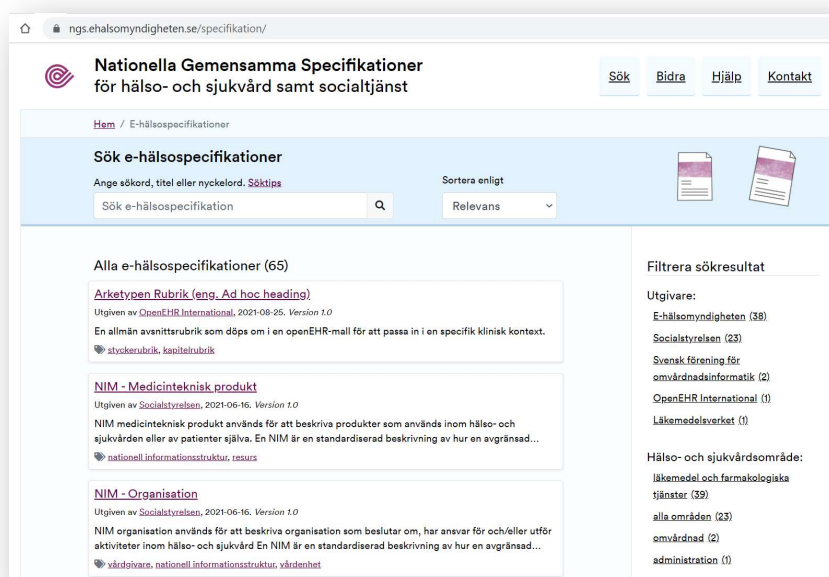 ngs.ehalsomyndigheten.se/specifikation/
Nationella Gemensamma Specifikationer
för hälso- och sjukvård samt socialtjänst
Sök Bidra Hjälp Kontakt
Hem / E-hälsospecifikationer
Sök e-hälsospecifikationer
Ange sökord, titel eller nyckelord. Söktips
Sortera enligt
Sök e-hälsospecifikation
Relevans
Alla e-hälsospecifikationer (65)
Arketypen Rubrik (eng. Ad hoc heading)
Utgiven av OpenEHR International, 2021-08-25. Version 1.0
En allmän avsnittsrubrik som döps om i en openEHR-mall för att passa in i en specifik klinisk kontext.
styckerubrik, kapitelrubrik
NIM - Medicinteknisk produkt
Utgiven av Socialstyrelsen, 2021-06-16. Version 1.0
NIM medicinteknisk produkt används för att beskriva produkter som används inom hälso- och
sjukvården eller av patienter själva. En NIM är en standardiserad beskrivning av hur en avgränsad...
nationell informationsstruktur, resurs
NIM - Organisation
Utgiven av Socialstyrelsen, 2021-06-16. Version 1.0
NIM organisation används för att beskriva organisation som beslutar om, har ansvar för och/eller utför
aktiviteter inom hälso- och sjukvård En NIM är en standardiserad beskrivning av hur en avgränsad...
vårdgivare, nationell informationsstruktur, vårdenhet
Filtrera sökresultat
Utgivare:
E-hälsomyndigheten (38)
Socialstyrelsen (23)
Svensk förening för
omvårdnadsinformatik (2)
OpenEHR International (1)
Läkemedelsverket (1)
Hälso- och sjukvårdsområde:
läkemedel och farmakologiska
tjänster (39)
alla områden (23)
omvårdnad (2)
administration (1)